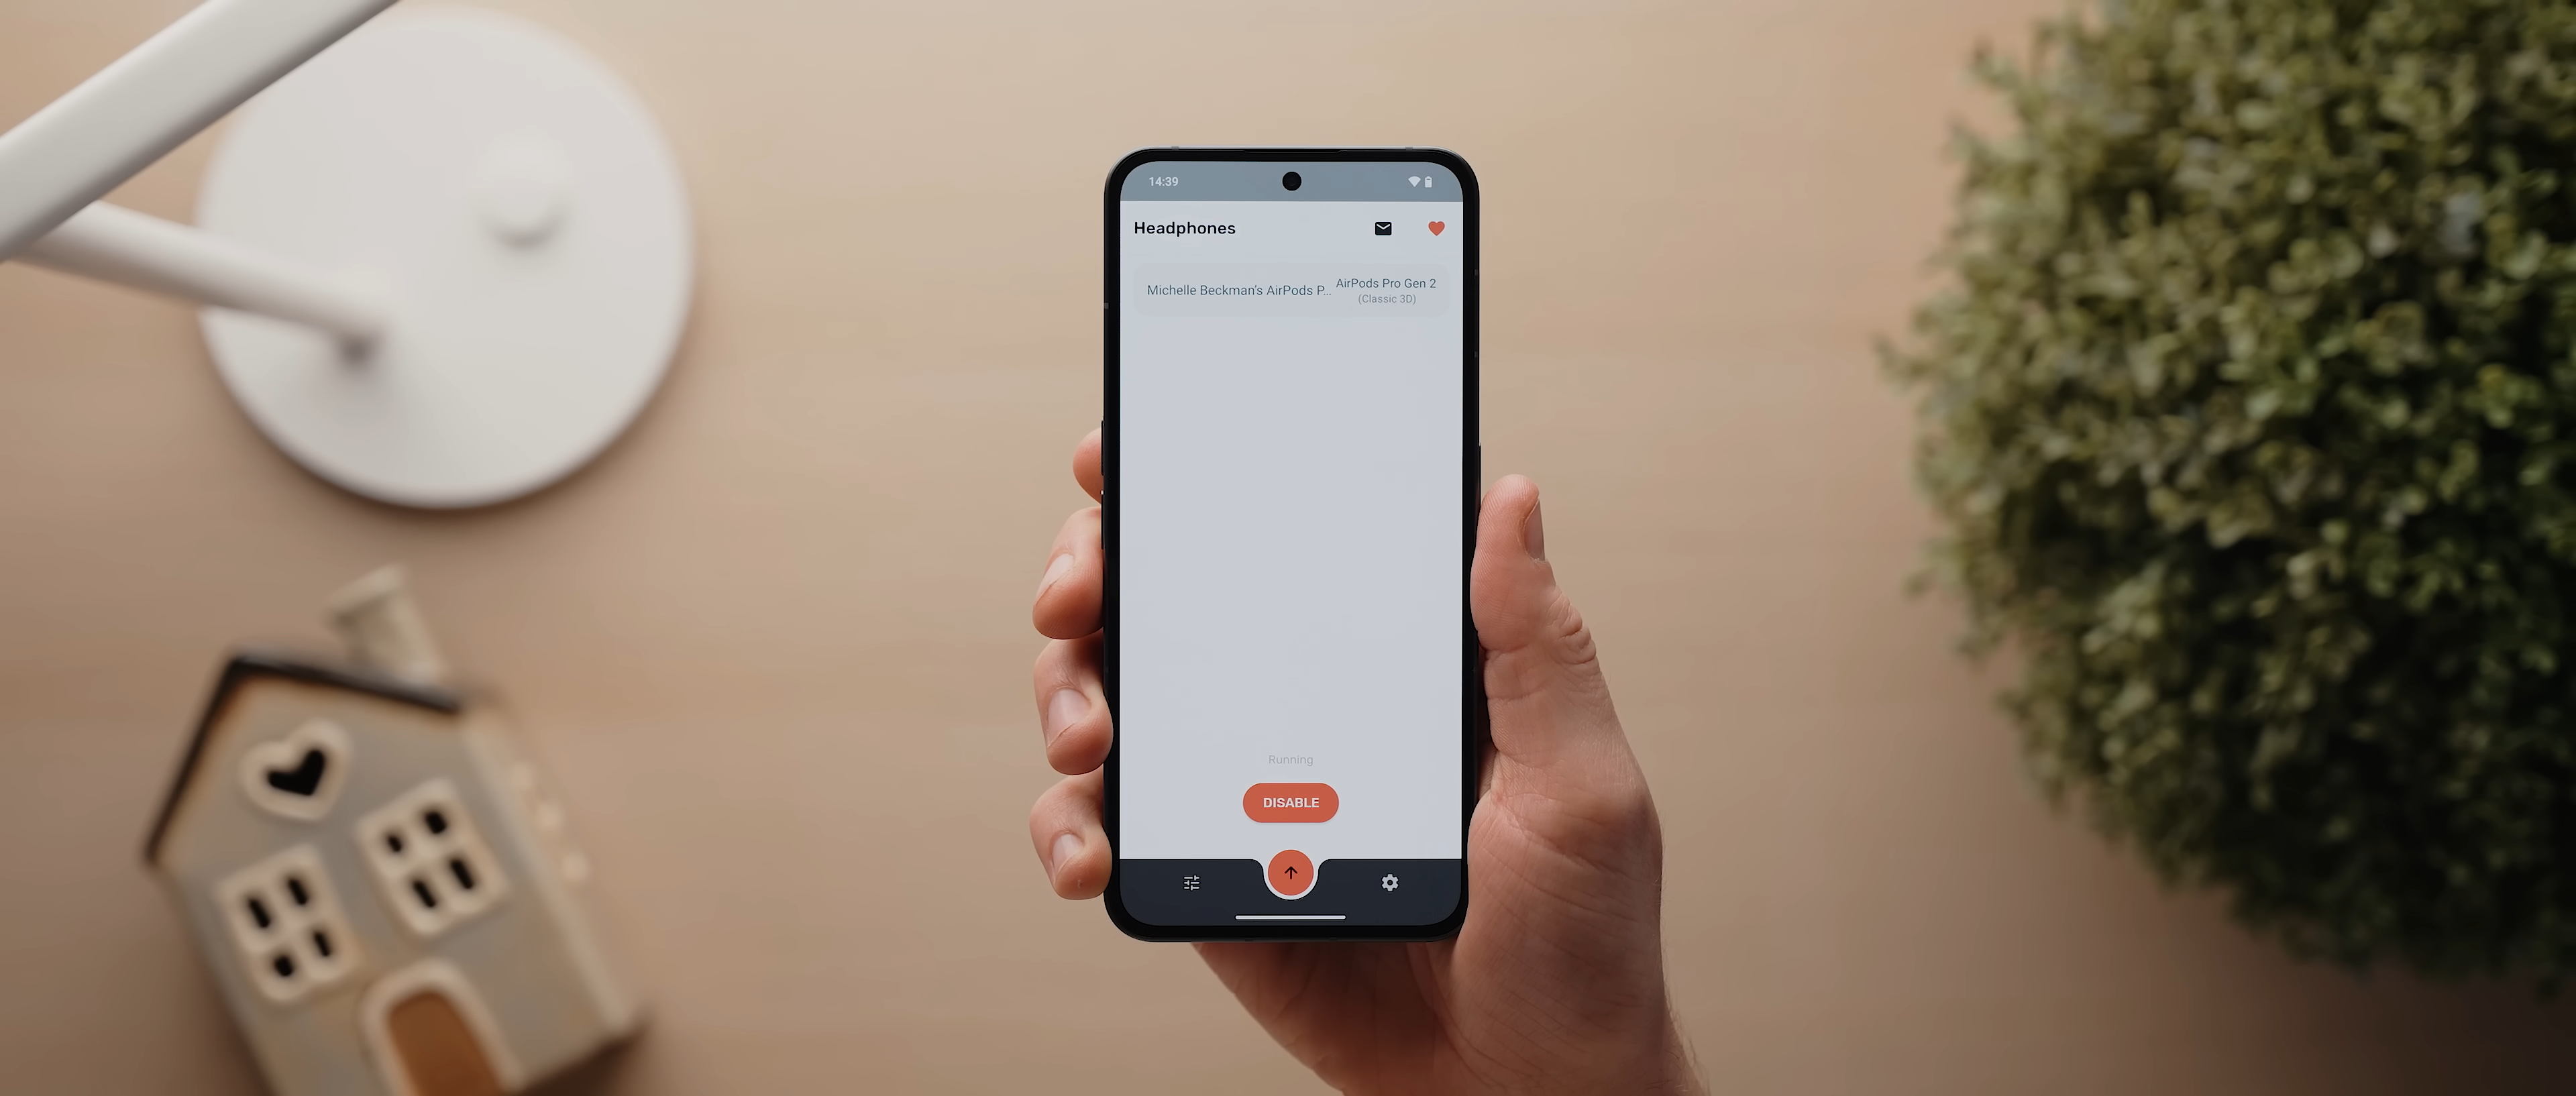 14:39
Headphones
Michelle Beckman's AirPods P...
AirPods Pro Gen 2
(Classic 3D)
Running
DISABLE